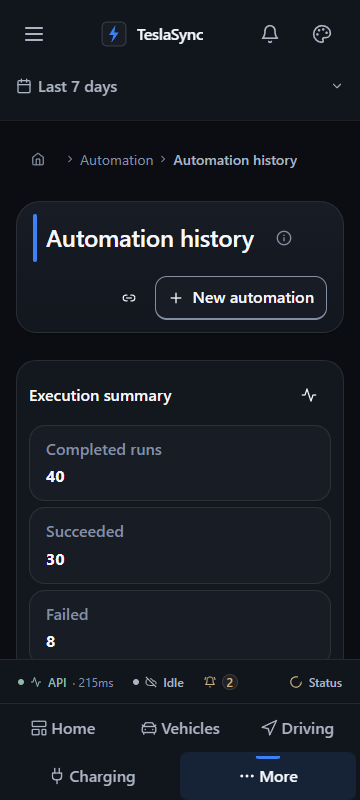 TeslaSync
Last 7 days
Automation
Automation history
Automation history
New automation
Execution summary
Completed runs
40
Succeeded
30
Failed
8
API · 215ms
Idle
2
Status
Home
Vehicles
Driving
Charging
More